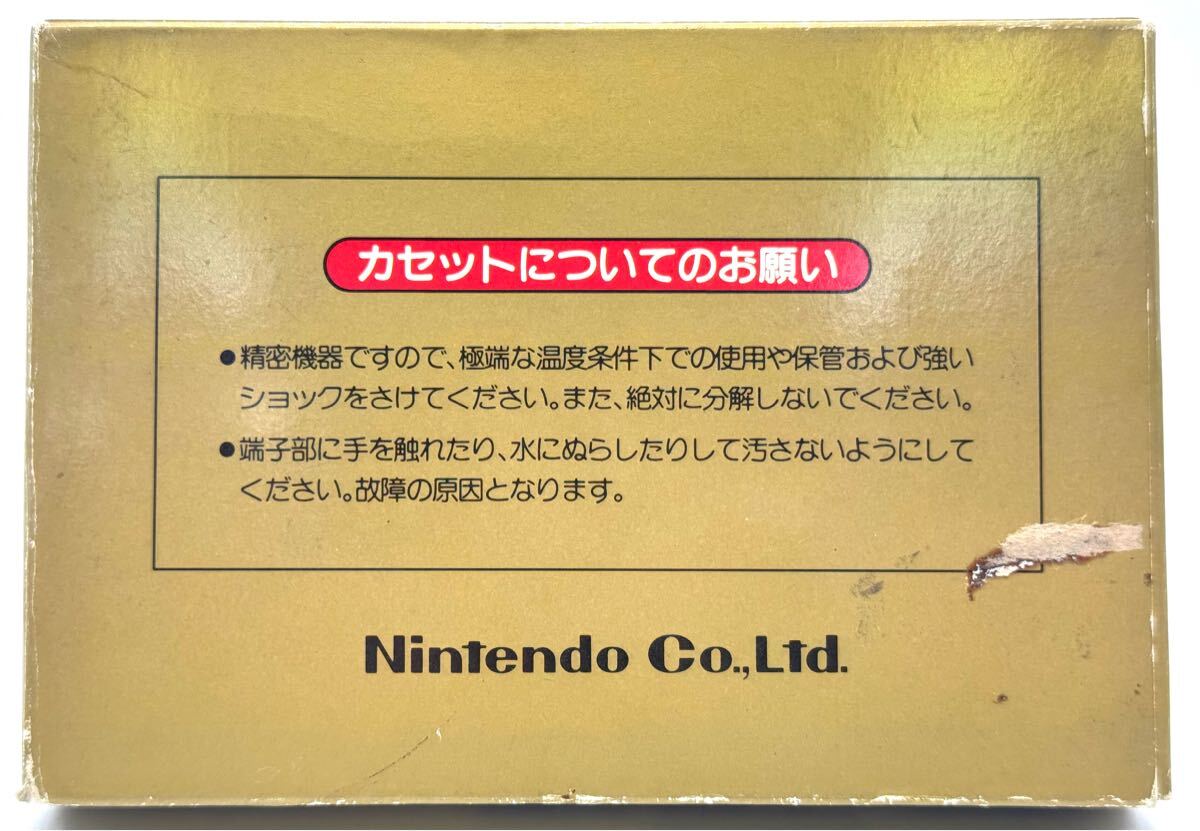 カセットについてのお願い
●精密機器ですので、極端な温度条件下での使用や保管および強い
ショックをさけてください。また、絶対に分解しないでください。
●端子部に手を触れたり、水にぬらしたりして汚さないようにして
ください。故障の原因となります。
Nintendo Co.,Ltd.